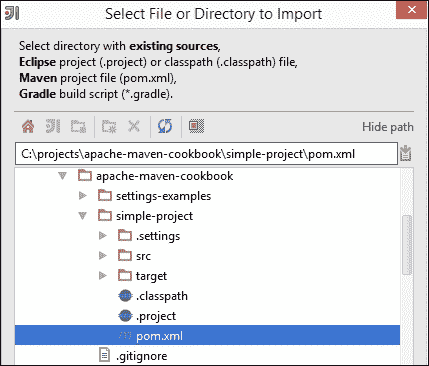 Select File or Directory to Import
Select directory with existing sources,
Eclipse project (.project) or classpath (.classpath) file,
Maven project file (pom.xml),
Gradle build script (*.gradle).
Hide path
C:\projects\apache-maven-cookbook\simple-project\pom.xml
apache-maven-cookbook
settings-examples
simple-project
.settings
src
target
.classpath
.project
pom.xml
.gitignore